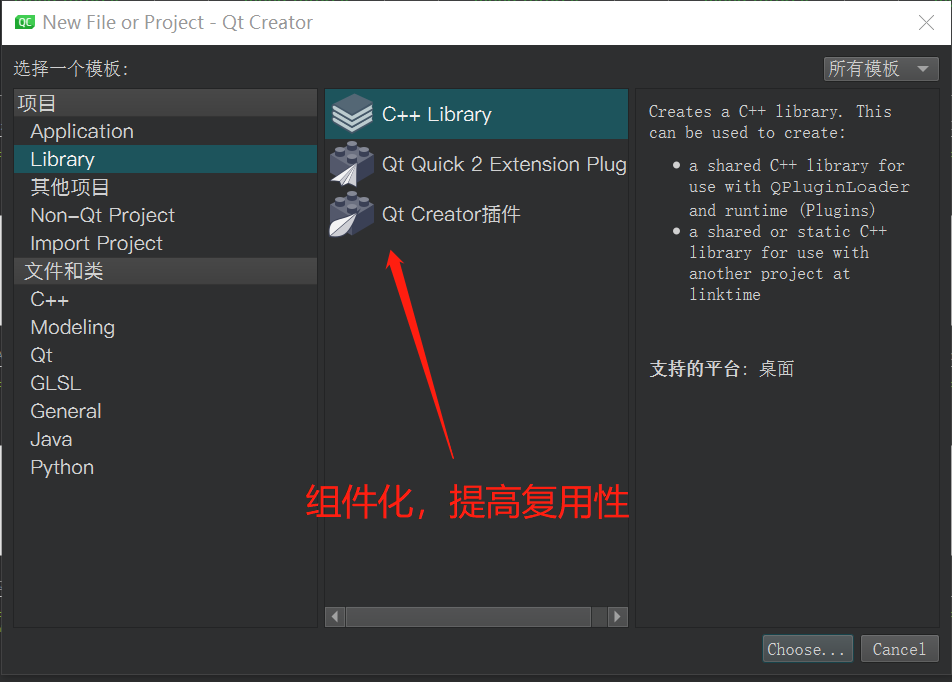 New File or Project - Qt Creator
选择一个模板:
所有模板
项目
Application
Library
其他项目
Non-Qt Project
Import Project
文件和类
C++
Modeling
Qt
GLSL
General
Java
Python
C++ Library
Qt Quick 2 Extension Plug
Qt Creator插件
组件化，提高复用性
Creates a C++ library. This
can be used to create:
• a shared C++ library for
use with QPluginLoader
and runtime (Plugins)
• a shared or static C++
library for use with
another project at
linktime
支持的平台: 桌面
Choose...
Cancel